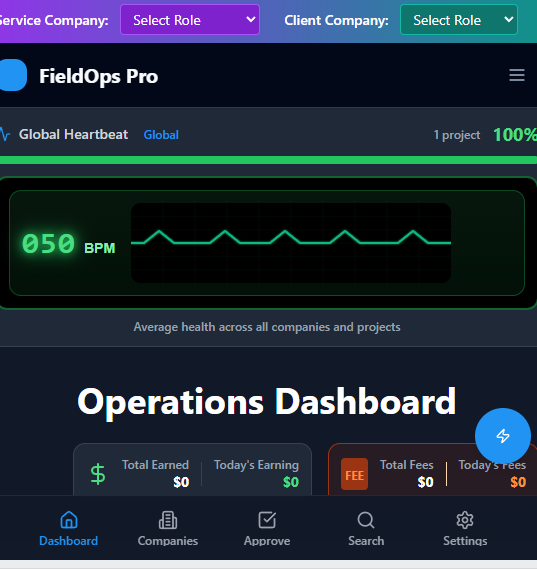 Service Company: Select Role Client Company: Select Role
FieldOps Pro
Global Heartbeat Global 1 project 100%
050 BPM
Average health across all companies and projects
Operations Dashboard
Total Earned Today's Earning FEE Total Fees Today's Fees
$0 $0 $0 $0
Dashboard Companies Approve Search Settings